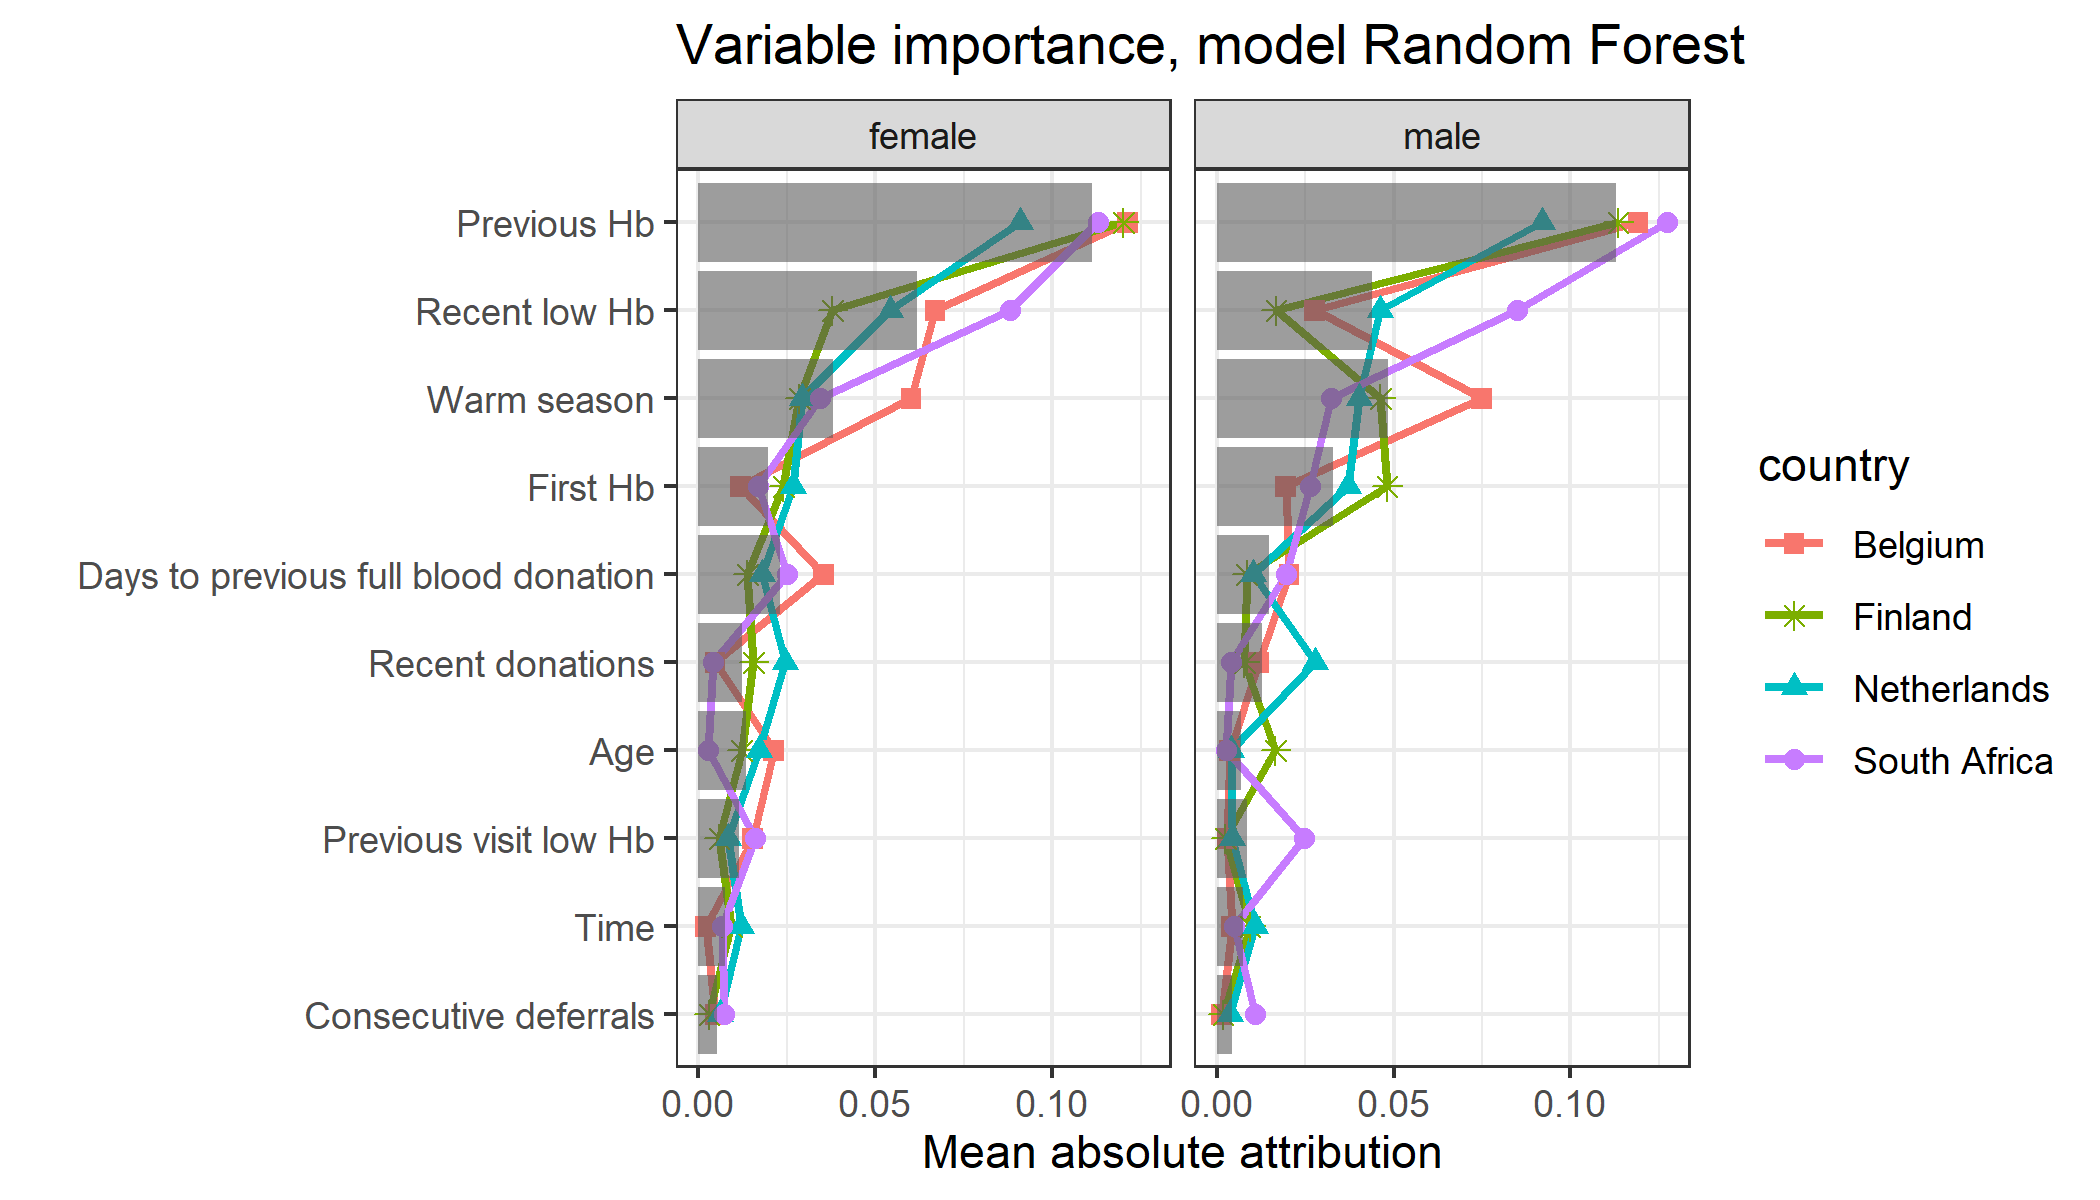 Variable importance, model Random Forest
female
male
Previous Hb
Recent low Hb
Warm season
First Hb
Days to previous full blood donation
Recent donations
Age
Previous visit low Hb
Time
Consecutive deferrals
0.00 0.05 0.10
0.00 0.05 0.10
Mean absolute attribution
country
Belgium
Finland
Netherlands
South Africa